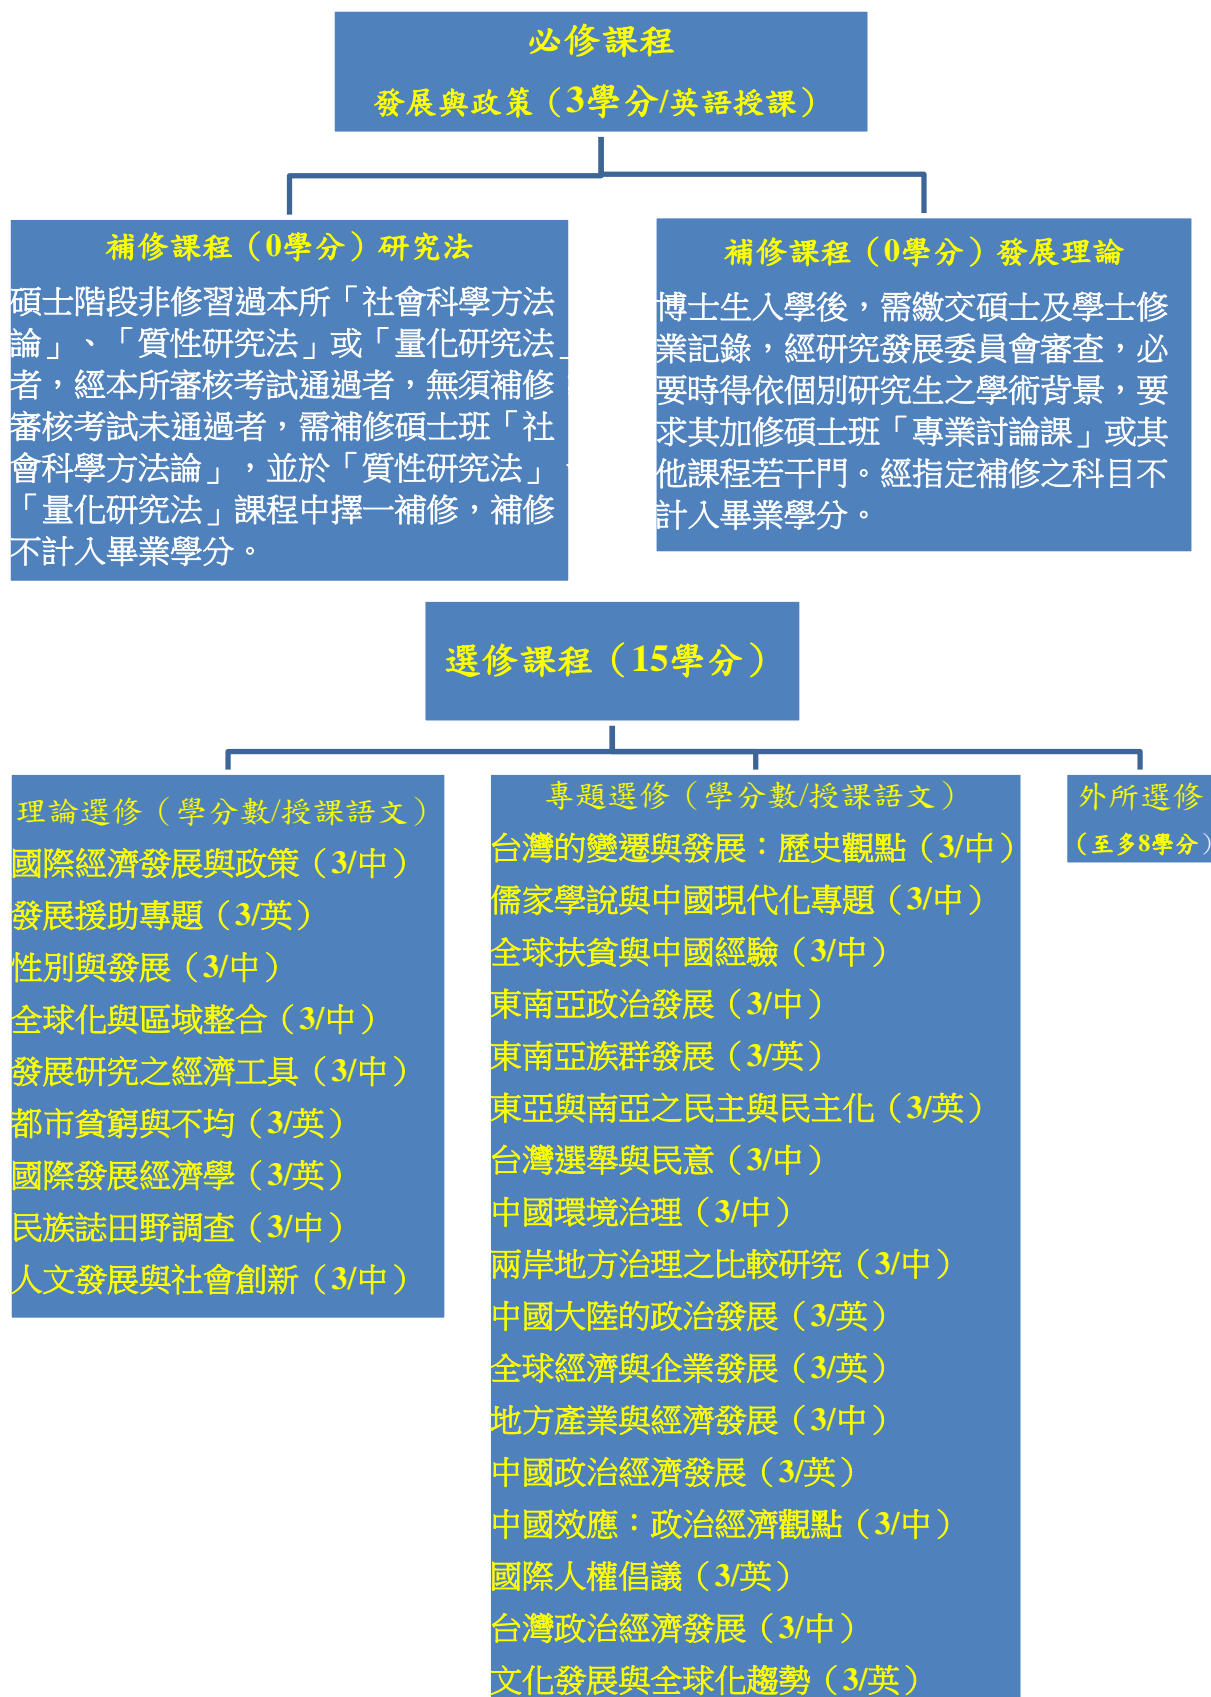 必修課程
發展與政策（3學分/英語授課）
補修課程（0學分）研究法
碩士階段非修習過本所「社會科學方法
論」、「質性研究法」或「量化研究法」
者，經本所審核考試通過者，無須補修
審核考試未通過者，需補修碩士班「社
會科學方法論」，並於「質性研究法」、
「量化研究法」課程中擇一補修，補修
不計入畢業學分。
補修課程（0學分）發展理論
博士生入學後，需繳交碩士及學士修
業記錄，經研究發展委員會審查，必
要時得依個別研究生之學術背景，要
求其加修碩士班「專業討論課」或其
他課程若干門。經指定補修之科目不
計入畢業學分。
選修課程（15學分）
理論選修（學分數/授課語文）
國際經濟發展與政策（3/中）
發展援助專題（3/英）
性別與發展（3/中）
全球化與區域整合（3/中）
發展研究之經濟工具（3/中）
都市貧窮與不均（3/英）
國際發展經濟學（3/英）
民族誌田野調查（3/中）
人文發展與社會創新（3/中）
專題選修（學分數/授課語文）
台灣的變遷與發展：歷史觀點（3/中）
儒家學說與中國現代化專題（3/中）
全球扶貧與中國經驗（3/中）
東南亞政治發展（3/中）
東南亞族群發展（3/英）
東亞與南亞之民主與民主化（3/英）
台灣選舉與民意（3/中）
中國環境治理（3/中）
兩岸地方治理之比較研究（3/中）
中國大陸的政治發展（3/英）
全球經濟與企業發展（3/英）
地方產業與經濟發展（3/中）
中國政治經濟發展（3/英）
中國效應：政治經濟觀點（3/中）
國際人權倡議（3/英）
台灣政治經濟發展（3/中）
文化發展與全球化趨勢（3/英）
外所選修
（至多8學分）